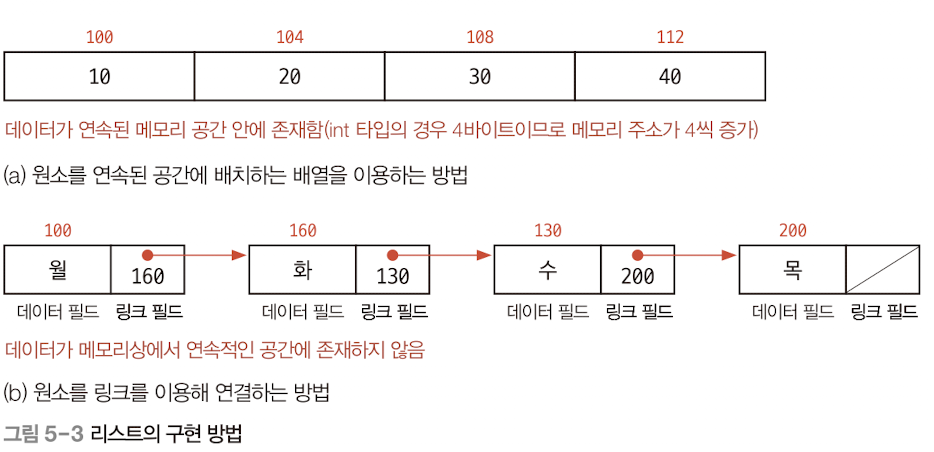 100 104 108 112
10 20 30 40
데이터가 연속된 메모리 공간 안에 존재함(int 타입의 경우 4바이트이므로 메모리 주소가 4씩 증가)
(a) 원소를 연속된 공간에 배치하는 배열을 이용하는 방법
100 160 130 200
월 160 화 130 수 200 목
데이터 필드 링크 필드 데이터 필드 링크 필드 데이터 필드 링크 필드 데이터 필드 링크 필드
데이터가 메모리상에서 연속적인 공간에 존재하지 않음
(b) 원소를 링크를 이용해 연결하는 방법
그림 5-3 리스트의 구현 방법